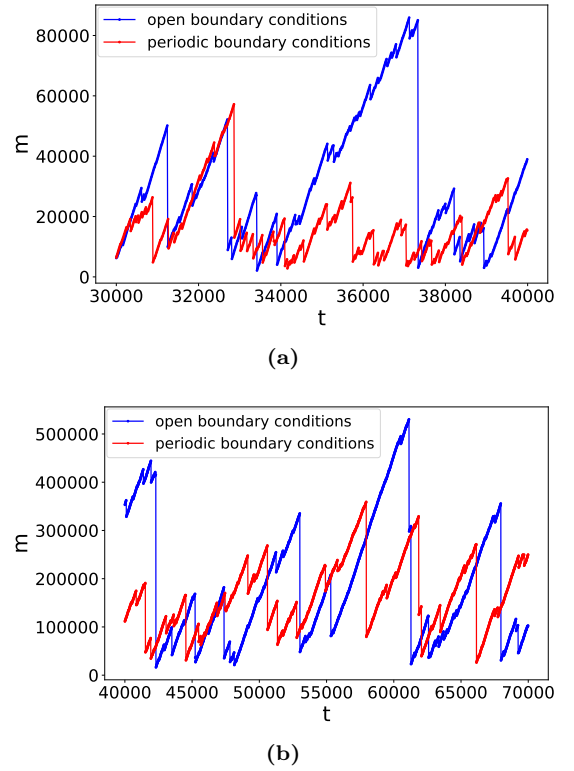 open boundary conditions
periodic boundary conditions
80000
60000
m
40000
20000
0
30000 32000 34000 36000 38000 40000
t
(a)
open boundary conditions
periodic boundary conditions
500000
400000
300000
m
200000
100000
0
40000 45000 50000 55000 60000 65000 70000
t
(b)